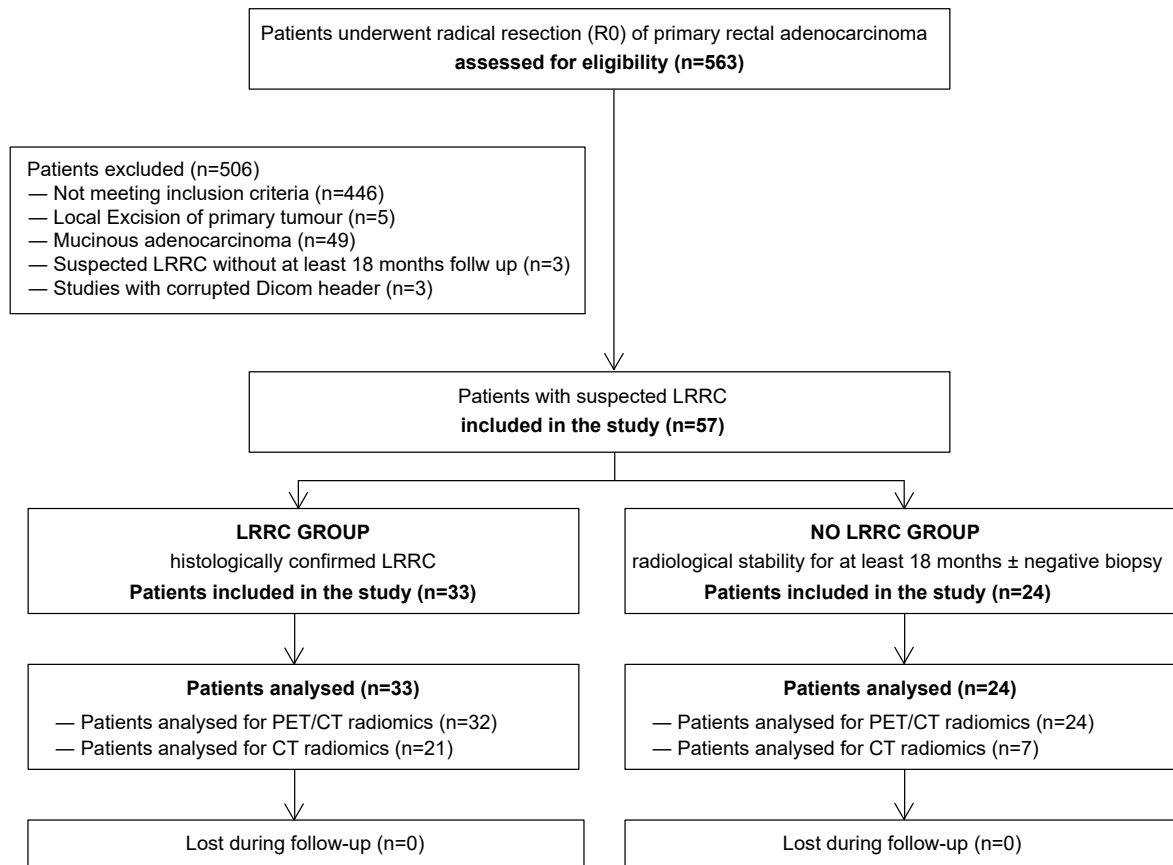 Patients underwent radical resection (R0) of primary rectal adenocarcinoma
assessed for eligibility (n=563)
Patients excluded (n=506)
— Not meeting inclusion criteria (n=446)
— Local Excision of primary tumour (n=5)
— Mucinous adenocarcinoma (n=49)
— Suspected LRRC without at least 18 months follw up (n=3)
— Studies with corrupted Dicom header (n=3)
Patients with suspected LRRC
included in the study (n=57)
LRRC GROUP
histologically confirmed LRRC
Patients included in the study (n=33)
NO LRRC GROUP
radiological stability for at least 18 months ± negative biopsy
Patients included in the study (n=24)
Patients analysed (n=33)
— Patients analysed for PET/CT radiomics (n=32)
— Patients analysed for CT radiomics (n=21)
Patients analysed (n=24)
— Patients analysed for PET/CT radiomics (n=24)
— Patients analysed for CT radiomics (n=7)
Lost during follow-up (n=0)
Lost during follow-up (n=0)